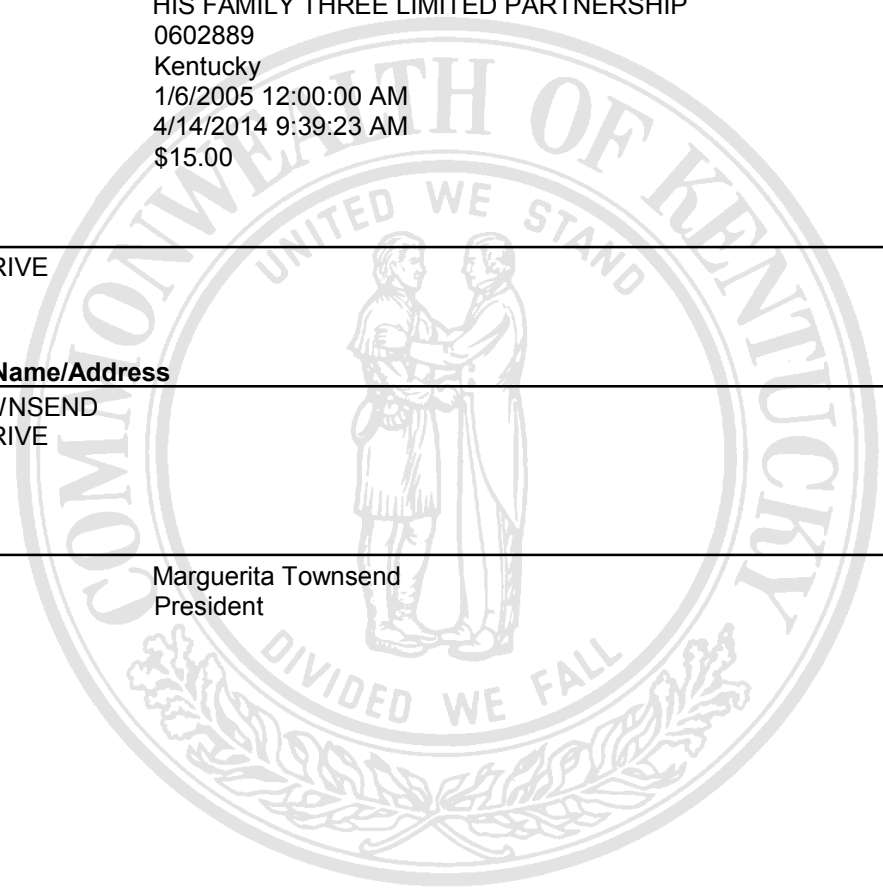 HIS FAMILY THREE LIMITED PARTNERSHIP
0602889
Kentucky
1/6/2005 12:00:00 AM
4/14/2014 9:39:23 AM
$15.00
COMMONWEALTH OF KENTUCKY
UNITED WE STAND
RIVE
Name/Address
WNSEND
RIVE
Marguerita Townsend
President
DIVIDED WE FALL